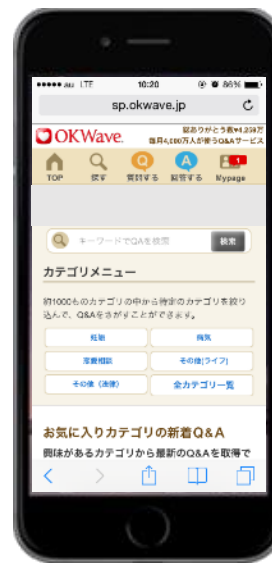 au LTE 10:20 86%
sp.okwave.jp
OKWave.
総ありがとう数♥4,259万
毎月4,000万人が使うQ&Aサービス
TOP 探す 質問する 回答する Mypage
キーワードでQAを検索 検索
カテゴリメニュー
約1000ものカテゴリの中から特定のカテゴリを絞り
込んで、Q&Aをさがすことができます。
妊娠 病気
恋愛相談 その他[ライフ]
その他（法律） 全カテゴリ一覧
お気に入りカテゴリの新着Q&A
興味があるカテゴリから最新のQ&Aを取得で